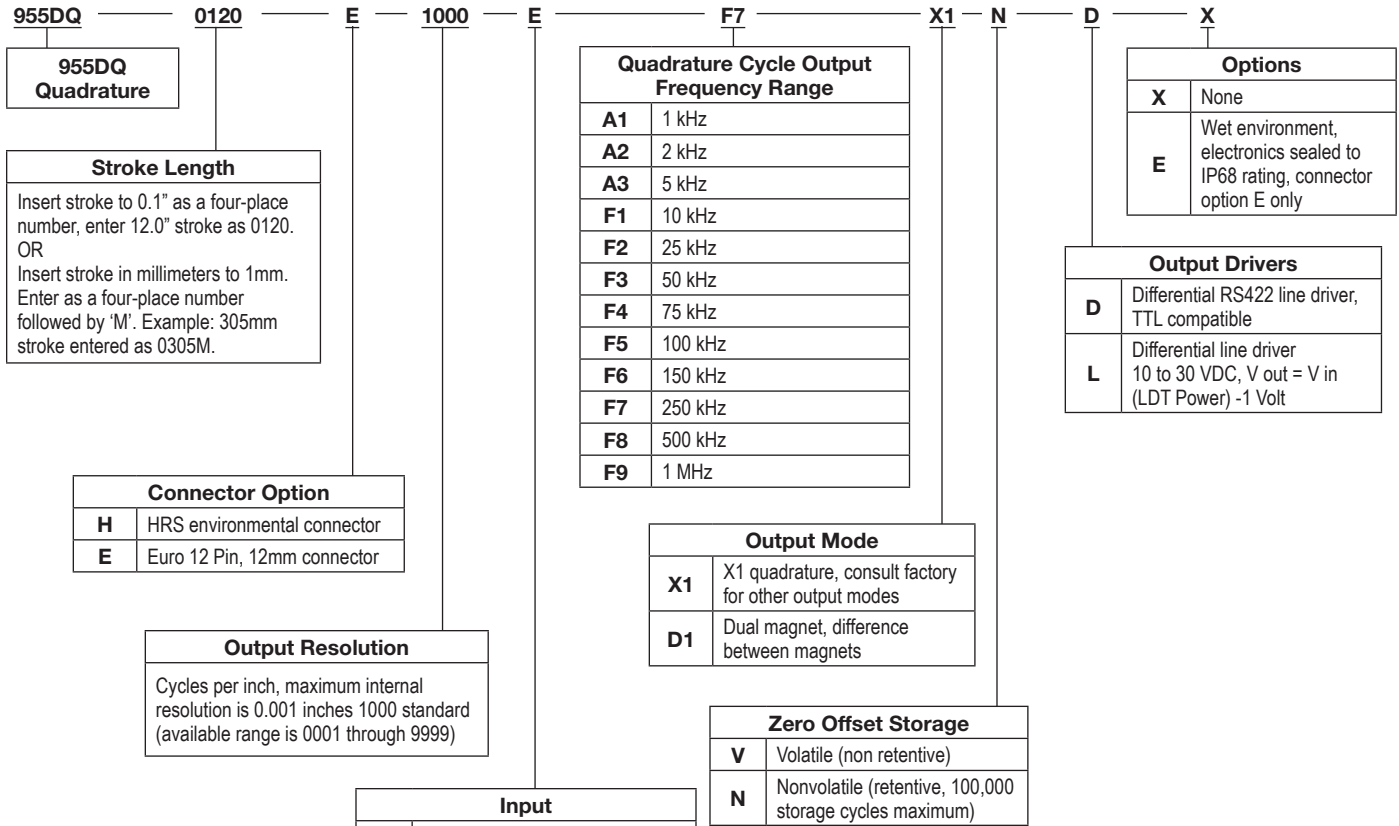 955DQ 0120 E 1000 E F7 X1 N D X
955DQ
Quadrature
Stroke Length
Insert stroke to 0.1” as a four-place
number, enter 12.0” stroke as 0120.
OR
Insert stroke in millimeters to 1mm.
Enter as a four-place number
followed by ‘M’. Example: 305mm
stroke entered as 0305M.
Connector Option
H HRS environmental connector
E Euro 12 Pin, 12mm connector
Output Resolution
Cycles per inch, maximum internal
resolution is 0.001 inches 1000 standard
(available range is 0001 through 9999)
Input
Quadrature Cycle Output
Frequency Range
A1 1 kHz
A2 2 kHz
A3 5 kHz
F1 10 kHz
F2 25 kHz
F3 50 kHz
F4 75 kHz
F5 100 kHz
F6 150 kHz
F7 250 kHz
F8 500 kHz
F9 1 MHz
Output Mode
X1 X1 quadrature, consult factory
for other output modes
D1 Dual magnet, difference
between magnets
Zero Offset Storage
V Volatile (non retentive)
N Nonvolatile (retentive, 100,000
storage cycles maximum)
Output Drivers
D Differential RS422 line driver,
TTL compatible
L Differential line driver
10 to 30 VDC, V out = V in
(LDT Power) -1 Volt
Options
X None
E Wet environment,
electronics sealed to
IP68 rating, connector
option E only